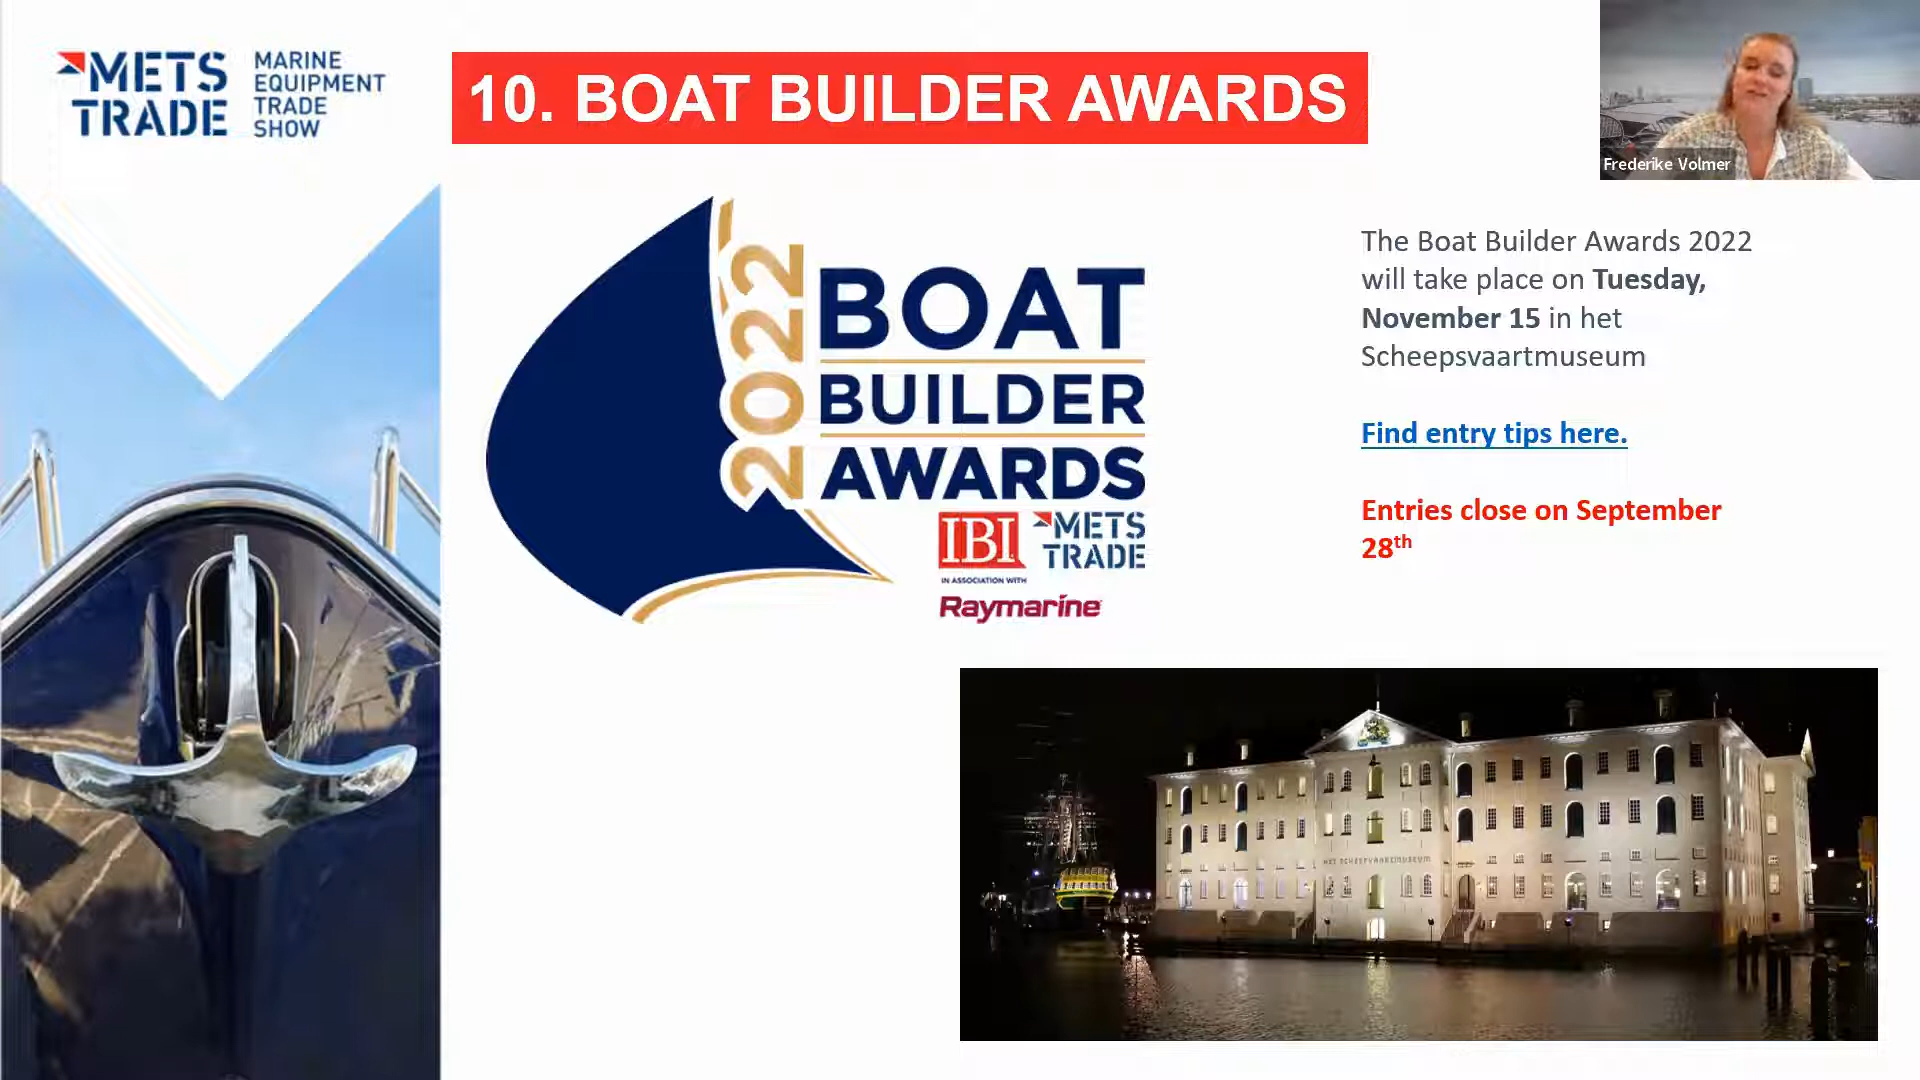 METS
TRADE
MARINE
EQUIPMENT
TRADE
SHOW
10. BOAT BUILDER AWARDS
Frederike Volmer
2022
BOAT
BUILDER
AWARDS
IBI
METS
TRADE
IN ASSOCIATION WITH
Raymarine
The Boat Builder Awards 2022
will take place on Tuesday,
November 15 in het
Scheepsvaartmuseum
Find entry tips here.
Entries close on September
28th
HET SCHEEPVAARTMUSEUM